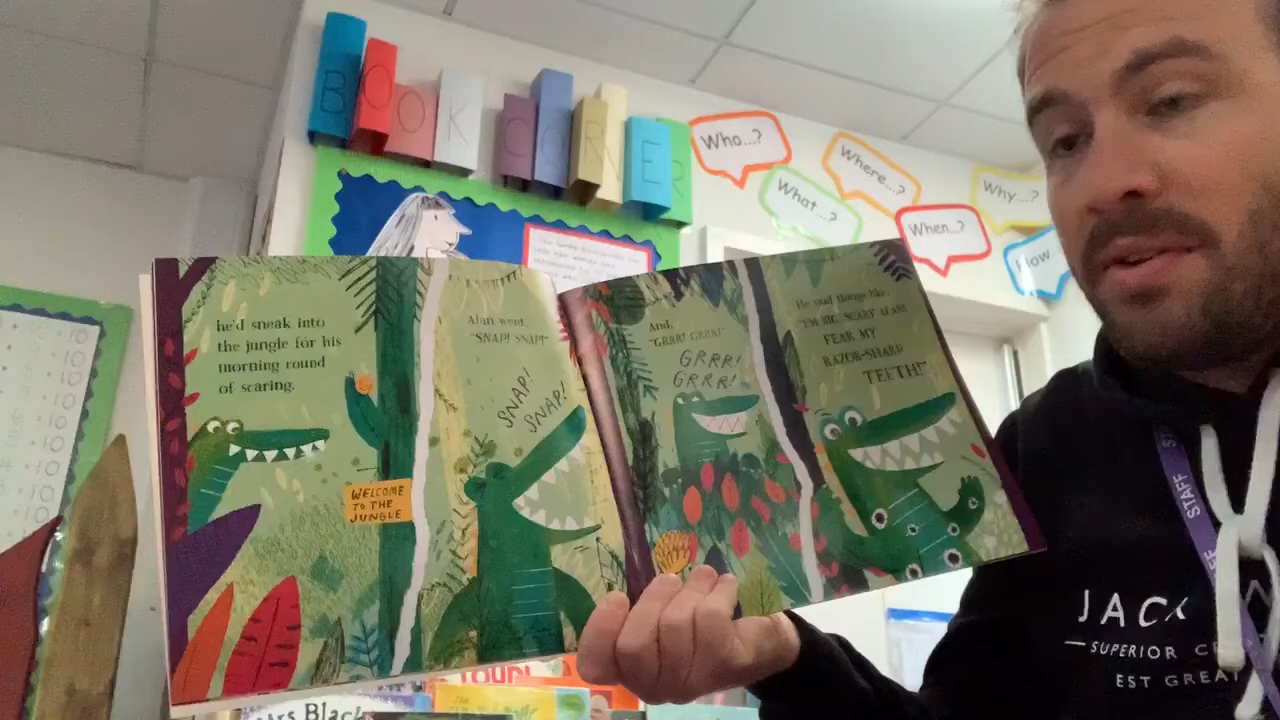 BOOK CORNER
Who...?
What...?
Where...?
When...?
Why...?
How...?
he'd sneak into
the jungle for his
morning round
of scaring.
WELCOME
TO THE
JUNGLE
Alan went,
"SNAP! SNAP!"
SNAP!
SNAP!
And,
"GRRR! GRRR!"
GRRR!
GRRR!
He said things like,
"I'M BIG, SCARY ALAN!
FEAR MY
RAZOR-SHARP
TEETH!"
STAFF
JACK
SUPERIOR
EST GREAT
Mrs Black